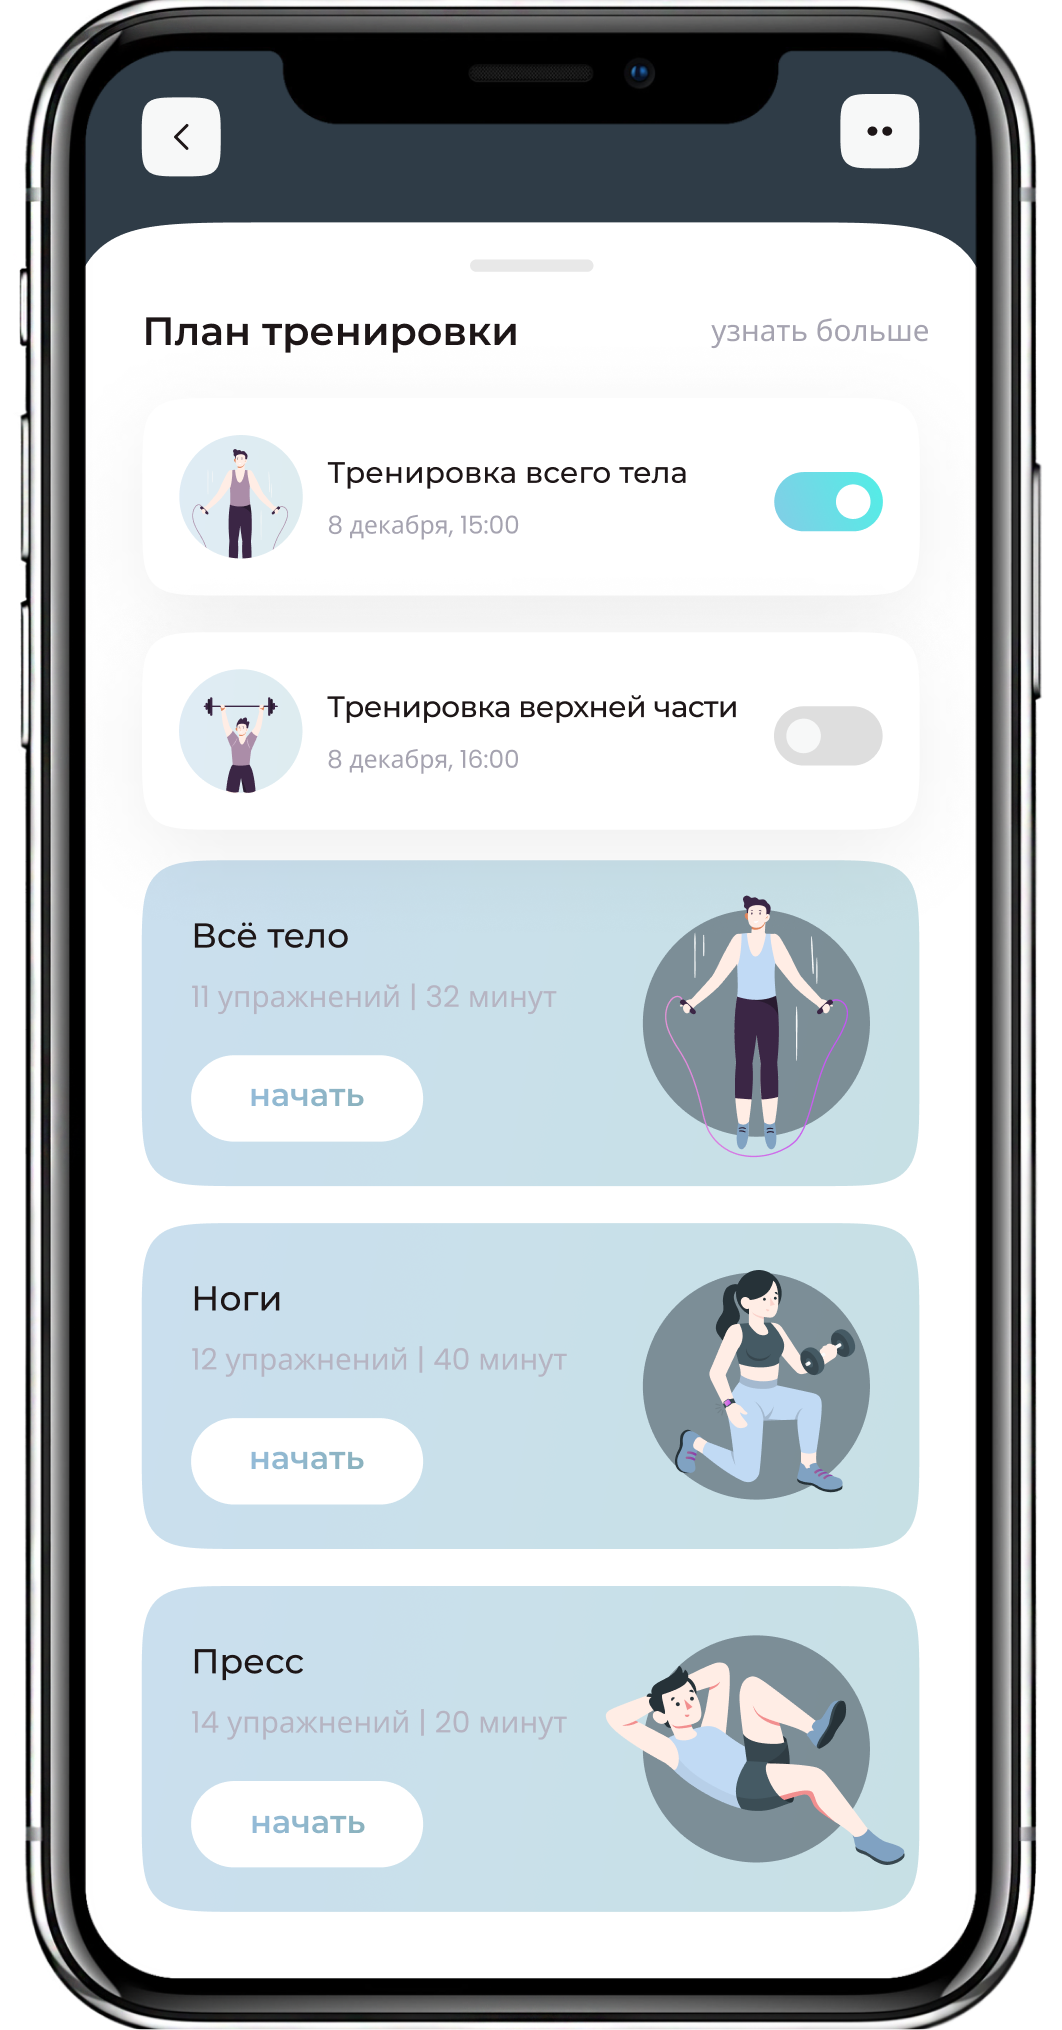 План тренировки
узнать больше
Тренировка всего тела
8 декабря, 15:00
Тренировка верхней части
8 декабря, 16:00
Всё тело
11 упражнений | 32 минут
начать
Ноги
12 упражнений | 40 минут
начать
Пресс
14 упражнений | 20 минут
начать